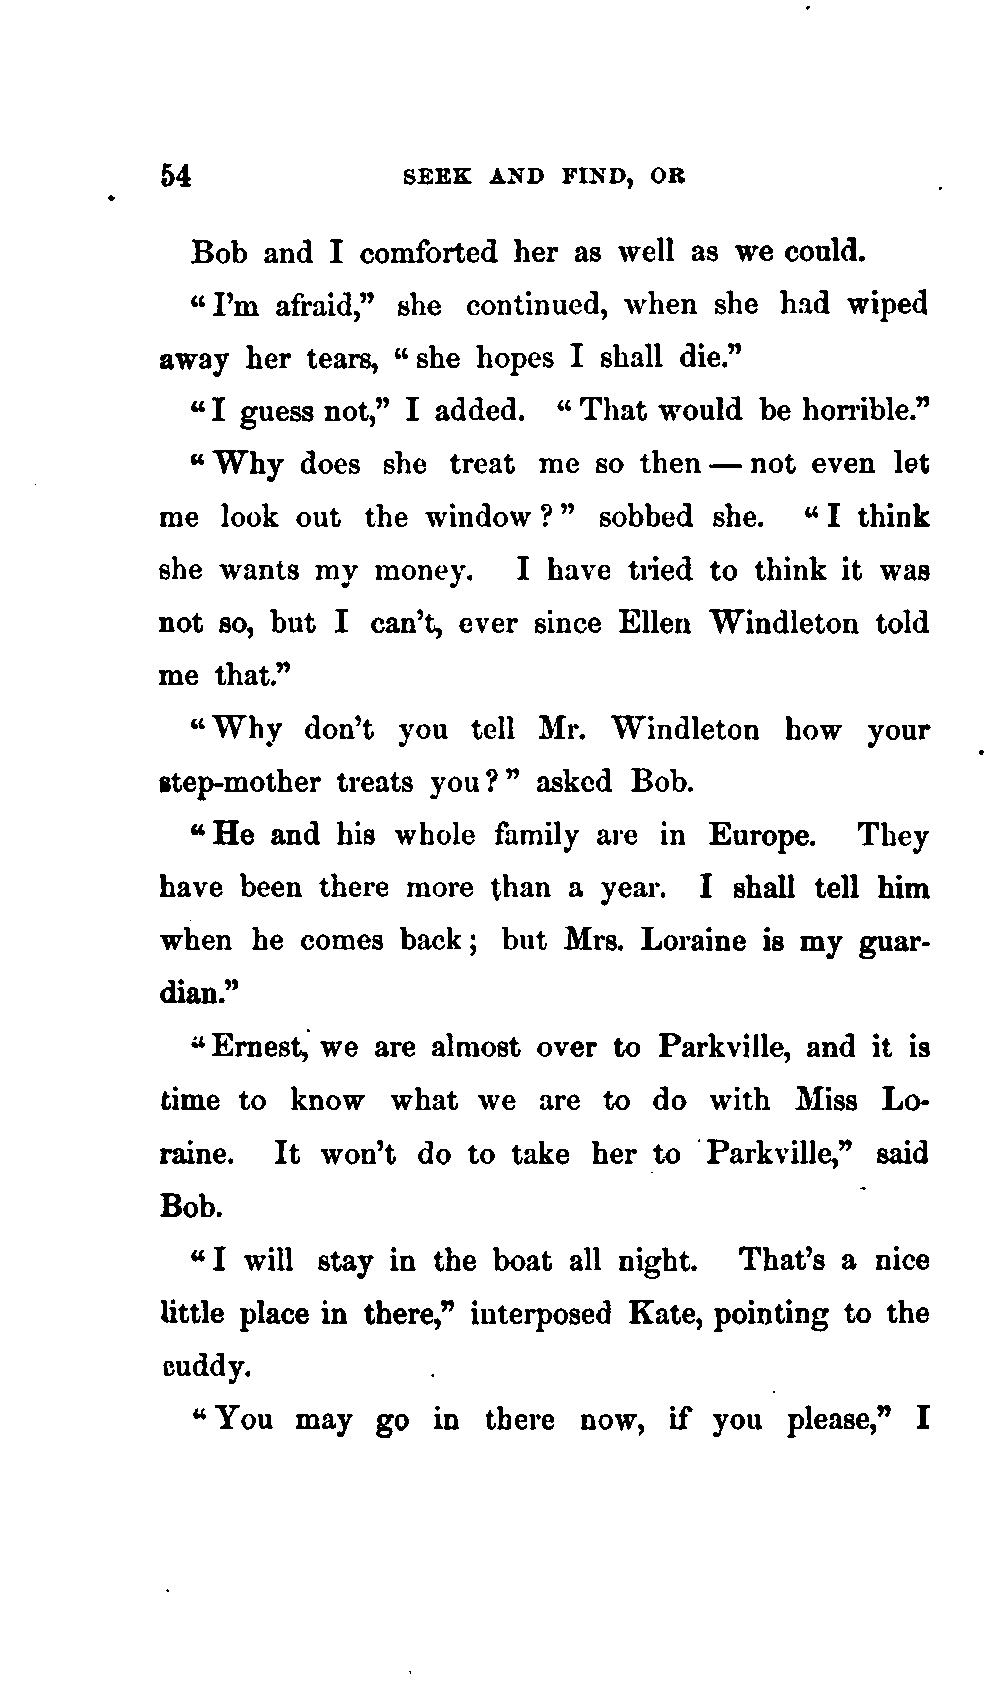 54 SEEK AND FIND, OR
Bob and I comforted her as well as we could.
“I’m afraid,” she continued, when she had wiped
away her tears, “she hopes I shall die.”
“I guess not,” I added. “That would be horrible.”
“Why does she treat me so then — not even let
me look out the window?” sobbed she. “I think
she wants my money. I have tried to think it was
not so, but I can’t, ever since Ellen Windleton told
me that.”
“Why don’t you tell Mr. Windleton how your
step-mother treats you?” asked Bob.
“He and his whole family are in Europe. They
have been there more than a year. I shall tell him
when he comes back; but Mrs. Loraine is my guar-
dian.”
“Ernest, we are almost over to Parkville, and it is
time to know what we are to do with Miss Lo-
raine. It won’t do to take her to Parkville,” said
Bob.
“I will stay in the boat all night. That’s a nice
little place in there,” interposed Kate, pointing to the
cuddy.
“You may go in there now, if you please,” I